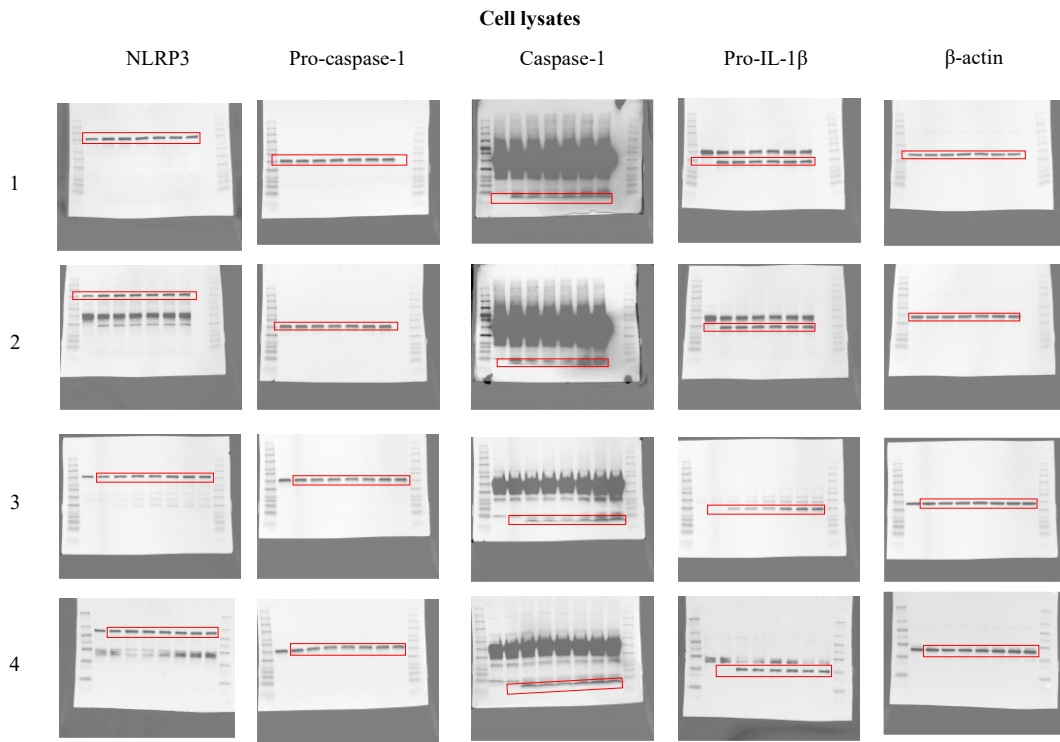 Cell lysates
NLRP3 Pro-caspase-1 Caspase-1 Pro-IL-1β β-actin
1
2
3
4